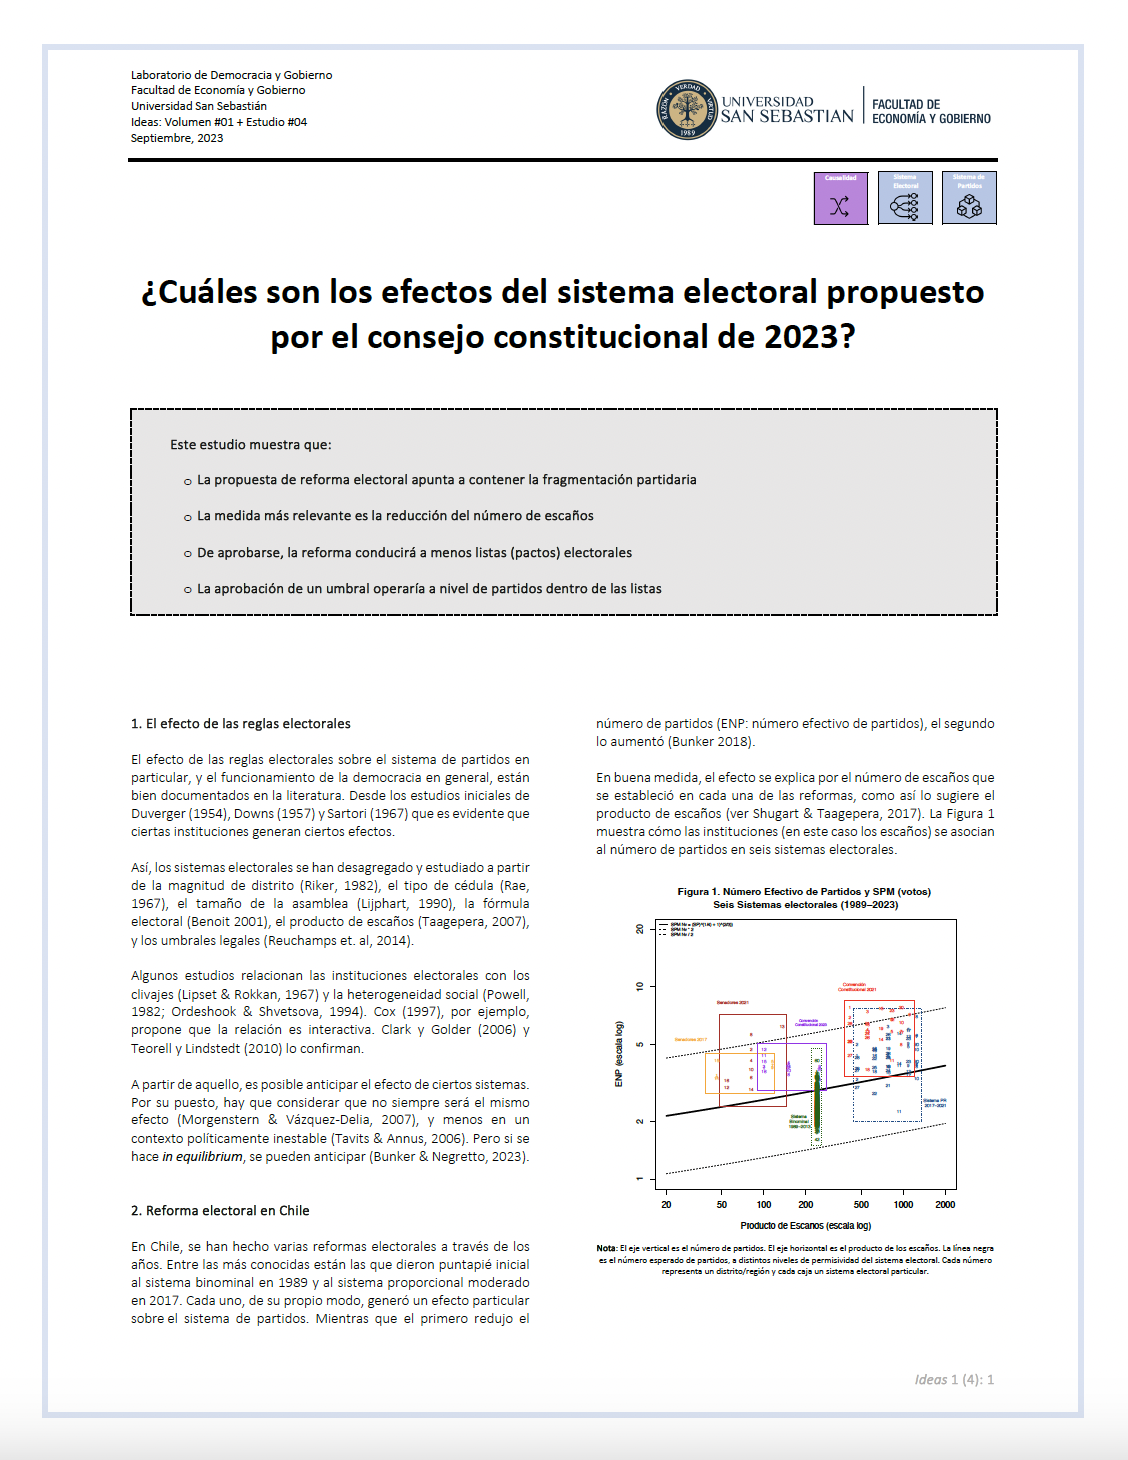 Laboratorio de Democracia y Gobierno
Facultad de Economía y Gobierno
Universidad San Sebastián
Ideas: Volumen #01 + Estudio #04
Septiembre, 2023
RAZÓN • VERDAD • VIRTUD
1989
UNIVERSIDAD
SAN SEBASTIAN
FACULTAD DE
ECONOMÍA Y GOBIERNO
Causalidad
Sistema
Electoral
Sistema de
Partidos
¿Cuáles son los efectos del sistema electoral propuesto
por el consejo constitucional de 2023?
Este estudio muestra que:
o La propuesta de reforma electoral apunta a contener la fragmentación partidaria
o La medida más relevante es la reducción del número de escaños
o De aprobarse, la reforma conducirá a menos listas (pactos) electorales
o La aprobación de un umbral operaría a nivel de partidos dentro de las listas
1. El efecto de las reglas electorales
El efecto de las reglas electorales sobre el sistema de partidos en
particular, y el funcionamiento de la democracia en general, están
bien documentados en la literatura. Desde los estudios iniciales de
Duverger (1954), Downs (1957) y Sartori (1967) que es evidente que
ciertas instituciones generan ciertos efectos.
Así, los sistemas electorales se han desagregado y estudiado a partir
de la magnitud de distrito (Riker, 1982), el tipo de cédula (Rae,
1967), el tamaño de la asamblea (Lijphart, 1990), la fórmula
electoral (Benoit 2001), el producto de escaños (Taagepera, 2007),
y los umbrales legales (Reuchamps et. al, 2014).
Algunos estudios relacionan las instituciones electorales con los
clivajes (Lipset & Rokkan, 1967) y la heterogeneidad social (Powell,
1982; Ordeshook & Shvetsova, 1994). Cox (1997), por ejemplo,
propone que la relación es interactiva. Clark y Golder (2006) y
Teorell y Lindstedt (2010) lo confirman.
A partir de aquello, es posible anticipar el efecto de ciertos sistemas.
Por su puesto, hay que considerar que no siempre será el mismo
efecto (Morgenstern & Vázquez-Delia, 2007), y menos en un
contexto políticamente inestable (Tavits & Annus, 2006). Pero si se
hace in equilibrium, se pueden anticipar (Bunker & Negretto, 2023).
2. Reforma electoral en Chile
En Chile, se han hecho varias reformas electorales a través de los
años. Entre las más conocidas están las que dieron puntapié inicial
al sistema binominal en 1989 y al sistema proporcional moderado
en 2017. Cada uno, de su propio modo, generó un efecto particular
sobre el sistema de partidos. Mientras que el primero redujo el
número de partidos (ENP: número efectivo de partidos), el segundo
lo aumentó (Bunker 2018).
En buena medida, el efecto se explica por el número de escaños que
se estableció en cada una de las reformas, como así lo sugiere el
producto de escaños (ver Shugart & Taagepera, 2017). La Figura 1
muestra cómo las instituciones (en este caso los escaños) se asocian
al número de partidos en seis sistemas electorales.
Figura 1. Número Efectivo de Partidos y SPM (votos)
Seis Sistemas electorales (1989–2023)
SPM Nv * 2
SPM Nv / 2
ENP (escala log)
20
10
5
2
1
Senadores 2021
Senadores 2017
Convención
Constitucional 2021
Convención
Constitucional 2023
Sistema
Binominal
1989–2013
Sistema PR
2017–2021
20 50 100 200 500 1000 2000
Producto de Escanos (escala log)
Nota: El eje vertical es el número de partidos. El eje horizontal es el producto de los escaños. La línea negra
es el número esperado de partidos, a distintos niveles de permisividad del sistema electoral. Cada número
representa un distrito/región y cada caja un sistema electoral particular.
Ideas 1 (4): 1